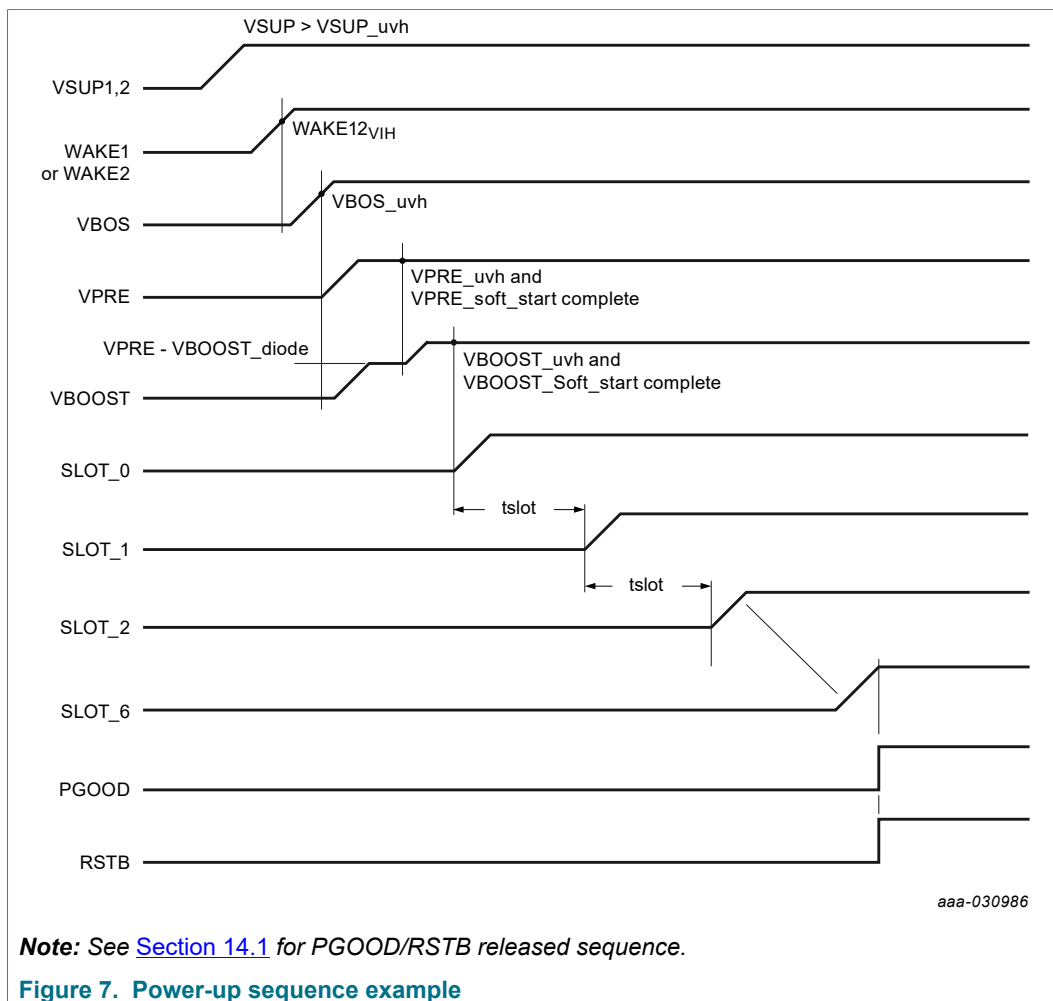 VSUP > VSUP_uvh
VSUP1,2
WAKE12VIH
WAKE1
or WAKE2
VBOS_uvh
VBOS
VPRE_uvh and
VPRE_soft_start complete
VPRE
VPRE - VBOOST_diode
VBOOST_uvh and
VBOOST_Soft_start complete
VBOOST
SLOT_0
tslot
SLOT_1
tslot
SLOT_2
SLOT_6
PGOOD
RSTB
aaa-030986
Note: See Section 14.1 for PGOOD/RSTB released sequence.
Figure 7. Power-up sequence example